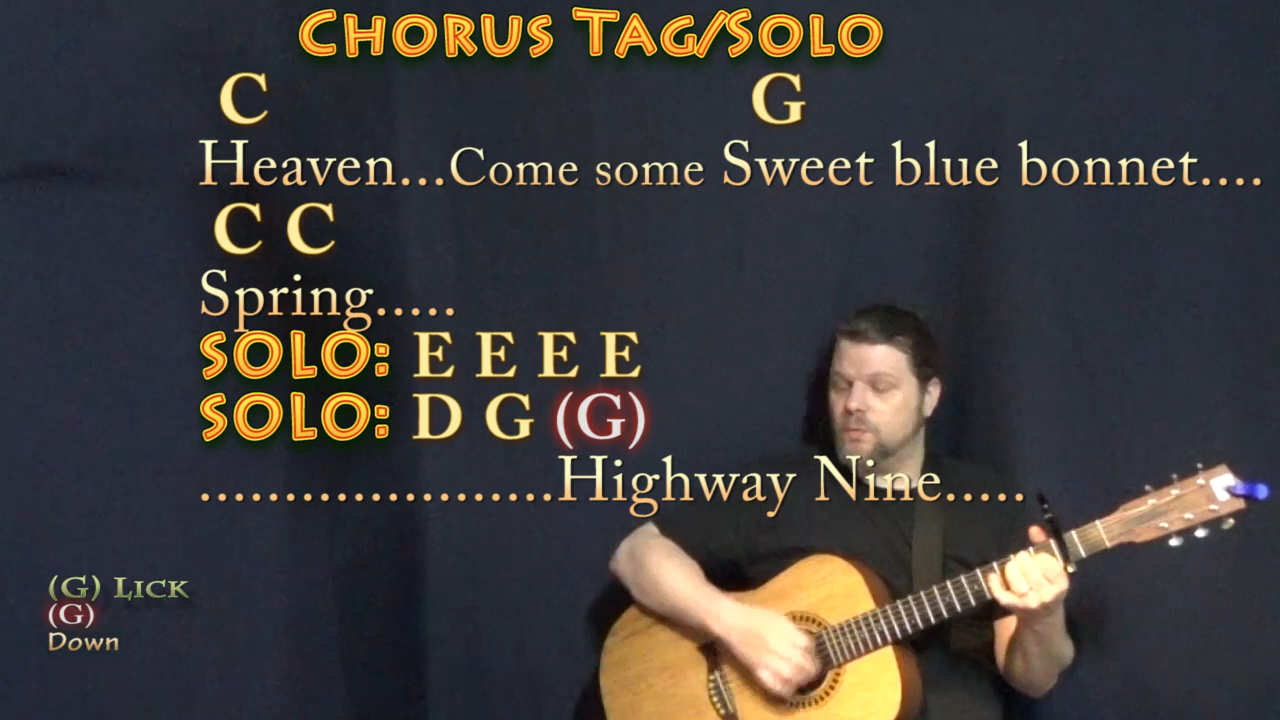 Chorus Tag/Solo
C G
Heaven...Come some Sweet blue bonnet....
C C
Spring.....
SOLO: E E E E
SOLO: D G (G)
.....................Highway Nine.....
(G) Lick
(G)
Down